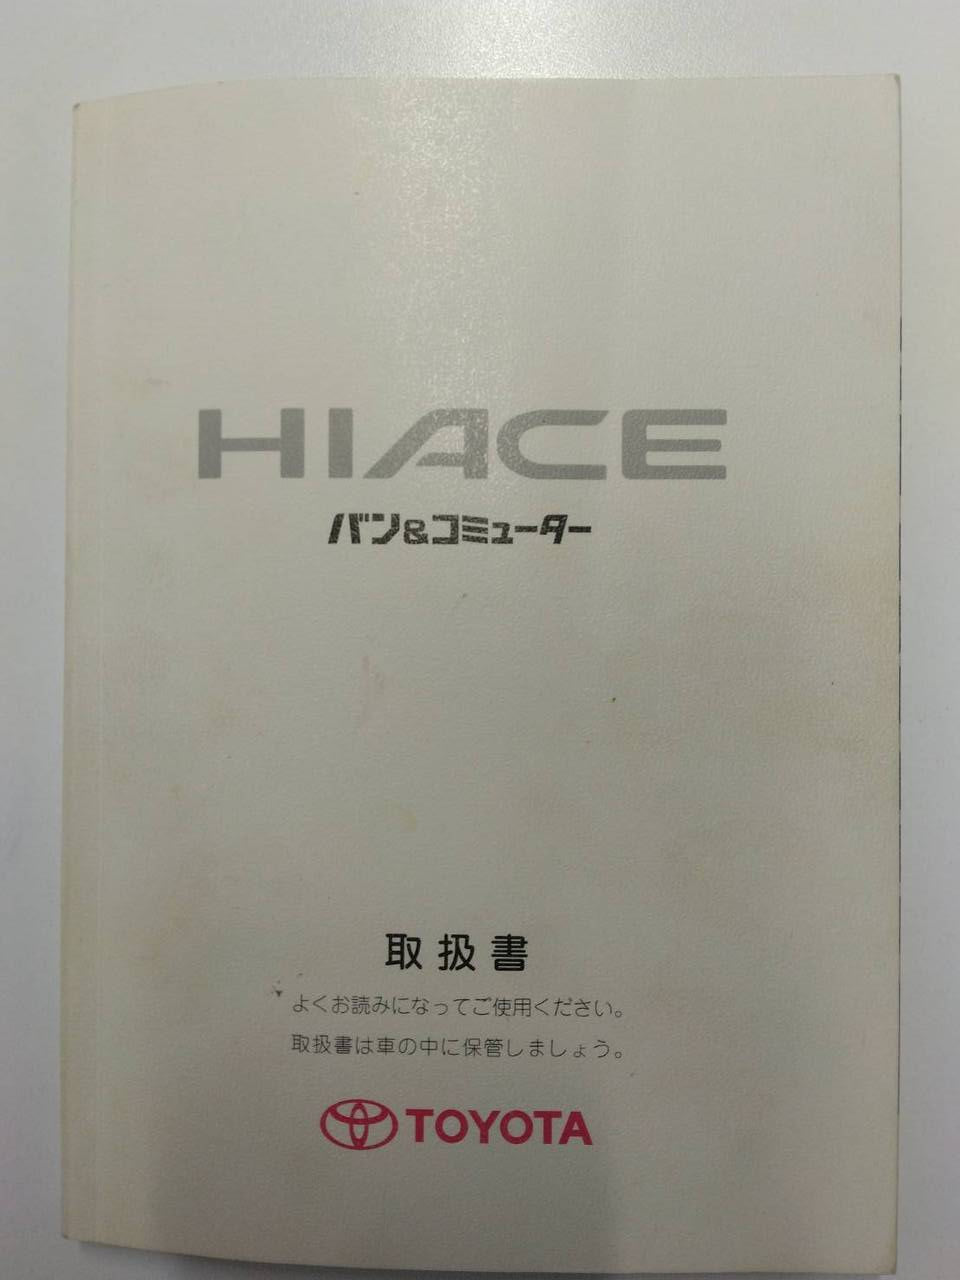 HIACE
バン&コミューター
取扱書
よくお読みになってご使用ください。
取扱書は車の中に保管しましょう。
TOYOTA